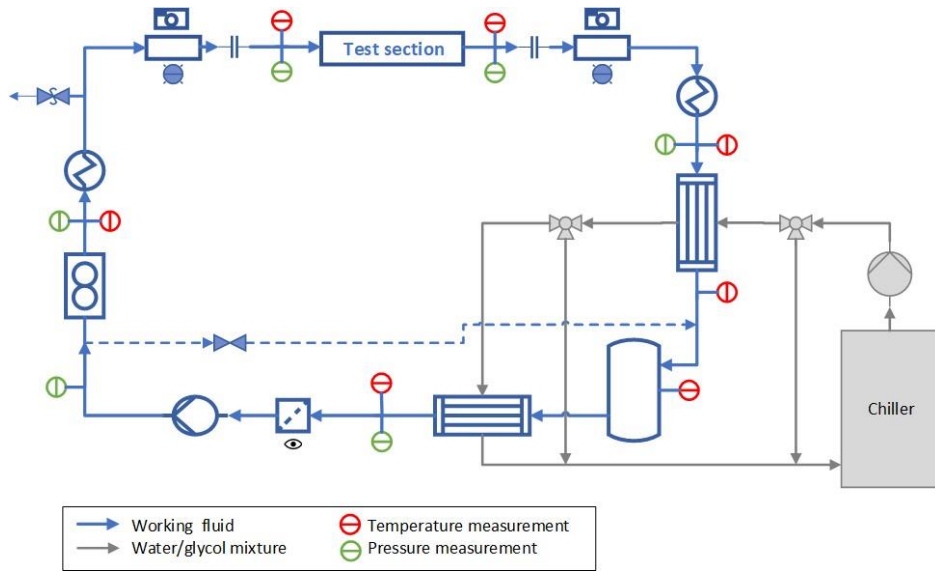 Test section
Chiller
Working fluid
Temperature measurement
Water/glycol mixture
Pressure measurement